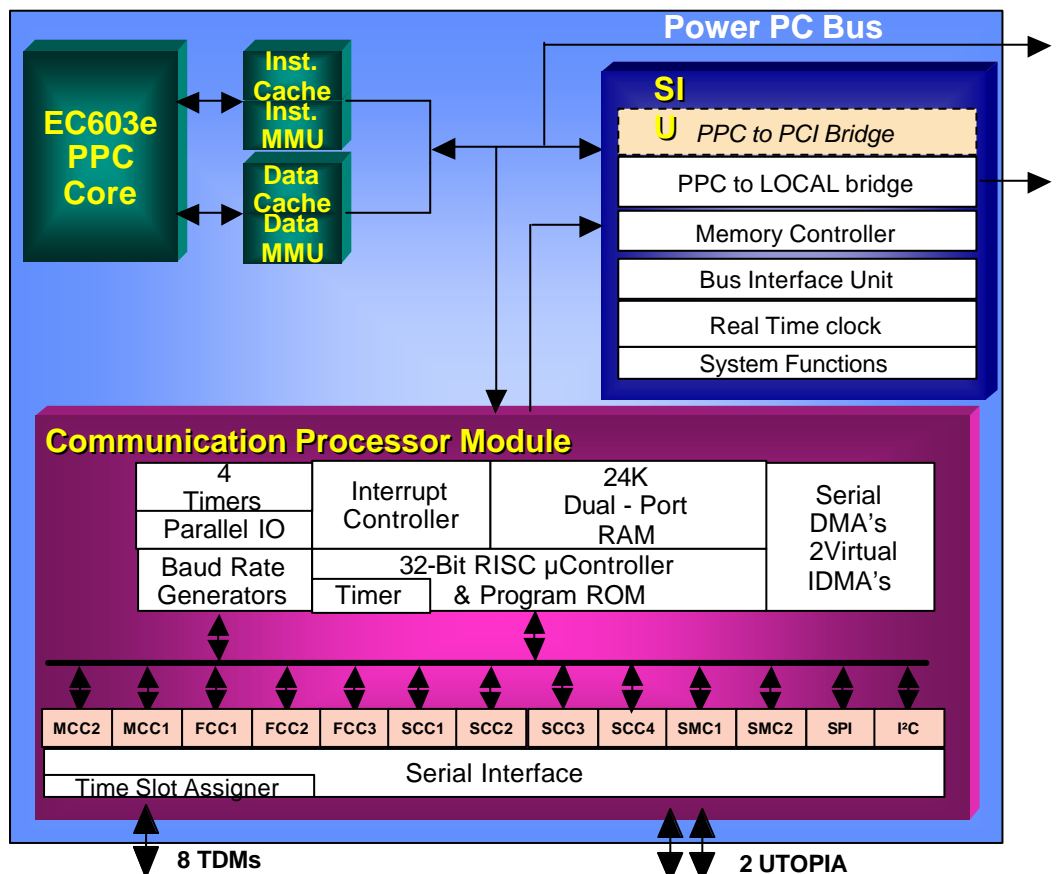 Power PC Bus
EC603e
PPC
Core
Inst.
Cache
Inst.
MMU
Data
Cache
Data
MMU
SI
U
PPC to PCI Bridge
PPC to LOCAL bridge
Memory Controller
Bus Interface Unit
Real Time clock
System Functions
Communication Processor Module
4
Timers
Parallel IO
Interrupt
Controller
24K
Dual - Port
RAM
Serial
DMA's
2Virtual
IDMA's
Baud Rate
Generators
32-Bit RISC µController
& Program ROM
Timer
MCC2 MCC1 FCC1 FCC2 FCC3 SCC1 SCC2 SCC3 SCC4 SMC1 SMC2 SPI I²C
Serial Interface
Time Slot Assigner
8 TDMs
2 UTOPIA